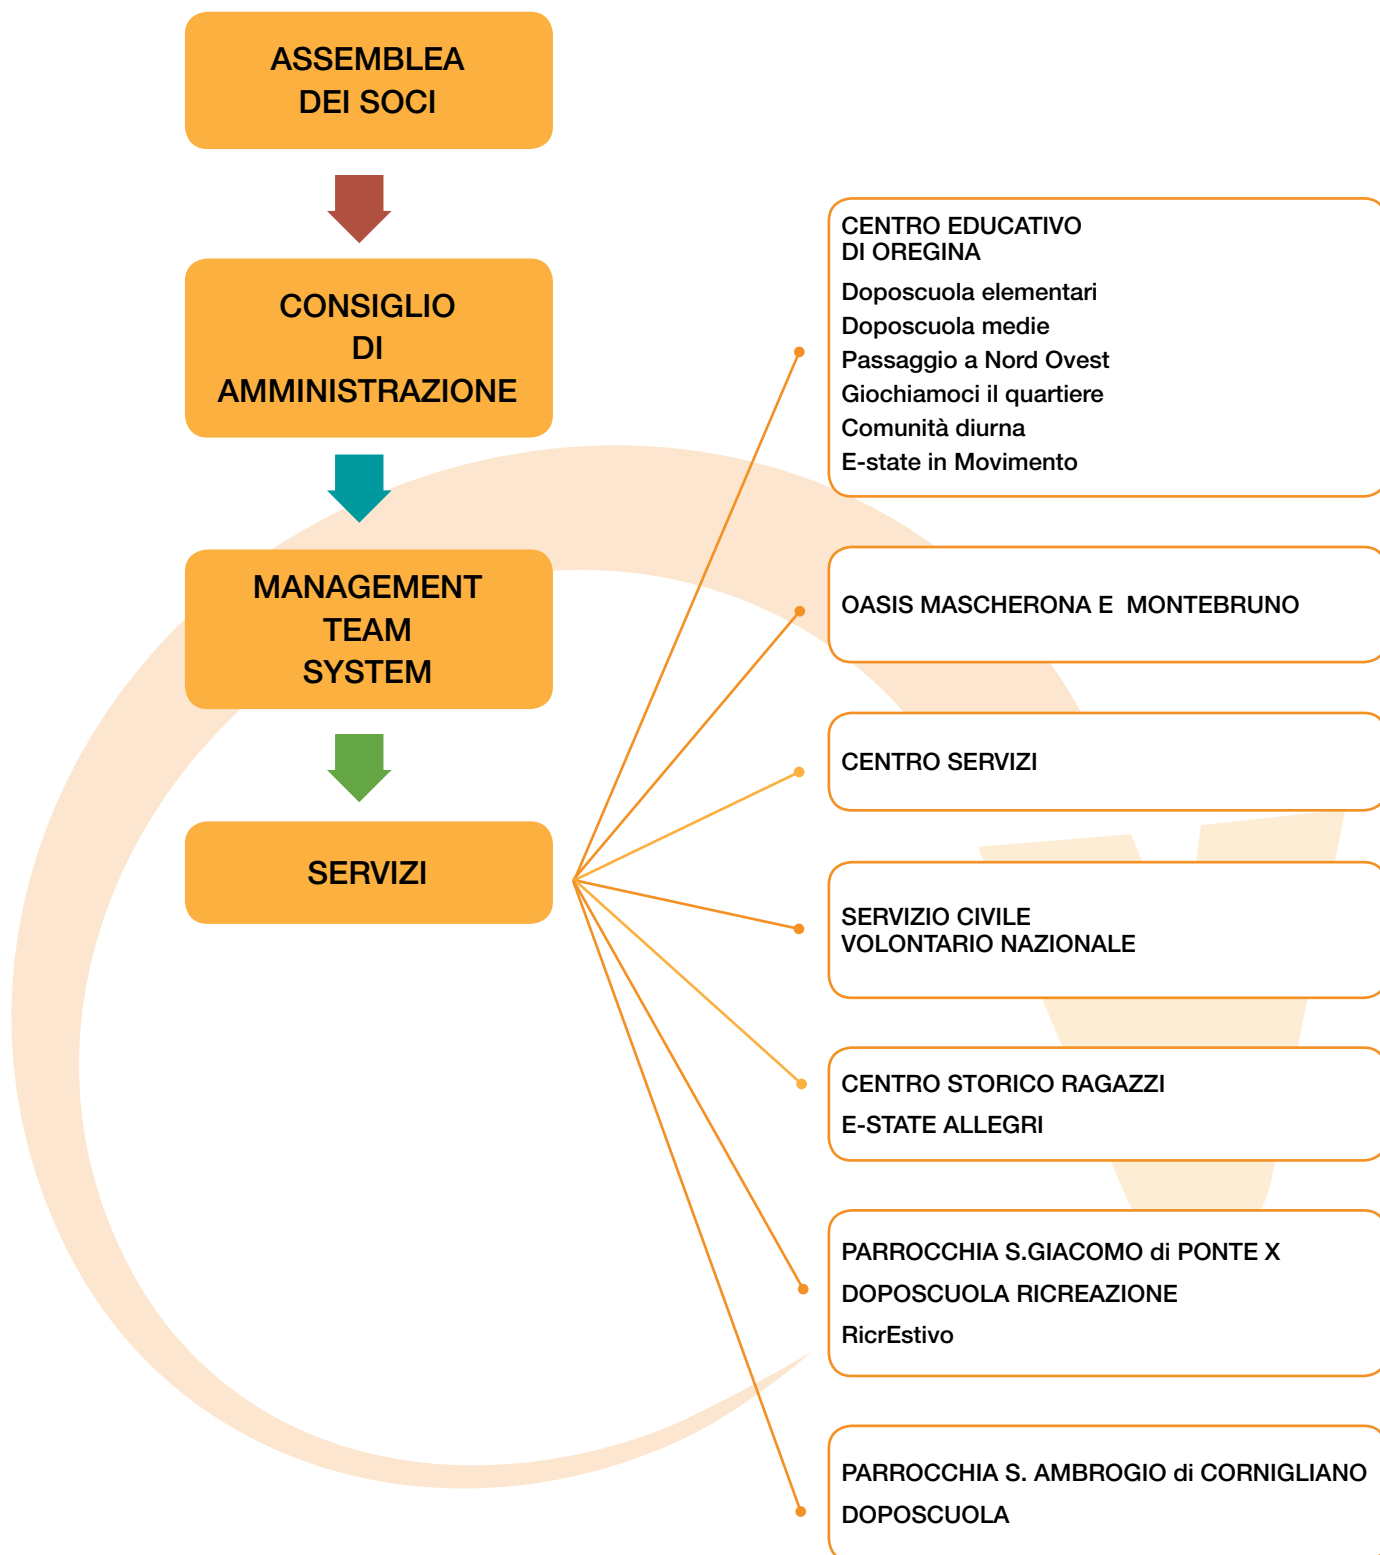 ASSEMBLEA
DEI SOCI
CONSIGLIO
DI
AMMINISTRAZIONE
MANAGEMENT
TEAM
SYSTEM
SERVIZI
CENTRO EDUCATIVO
DI OREGINA
Doposcuola elementari
Doposcuola medie
Passaggio a Nord Ovest
Giochiamoci il quartiere
Comunità diurna
E-state in Movimento
OASIS MASCHERONA E MONTEBRUNO
CENTRO SERVIZI
SERVIZIO CIVILE
VOLONTARIO NAZIONALE
CENTRO STORICO RAGAZZI
E-STATE ALLEGRI
PARROCCHIA S.GIACOMO di PONTE X
DOPOSCUOLA RICREAZIONE
RicrEstivo
PARROCCHIA S. AMBROGIO di CORNIGLIANO
DOPOSCUOLA